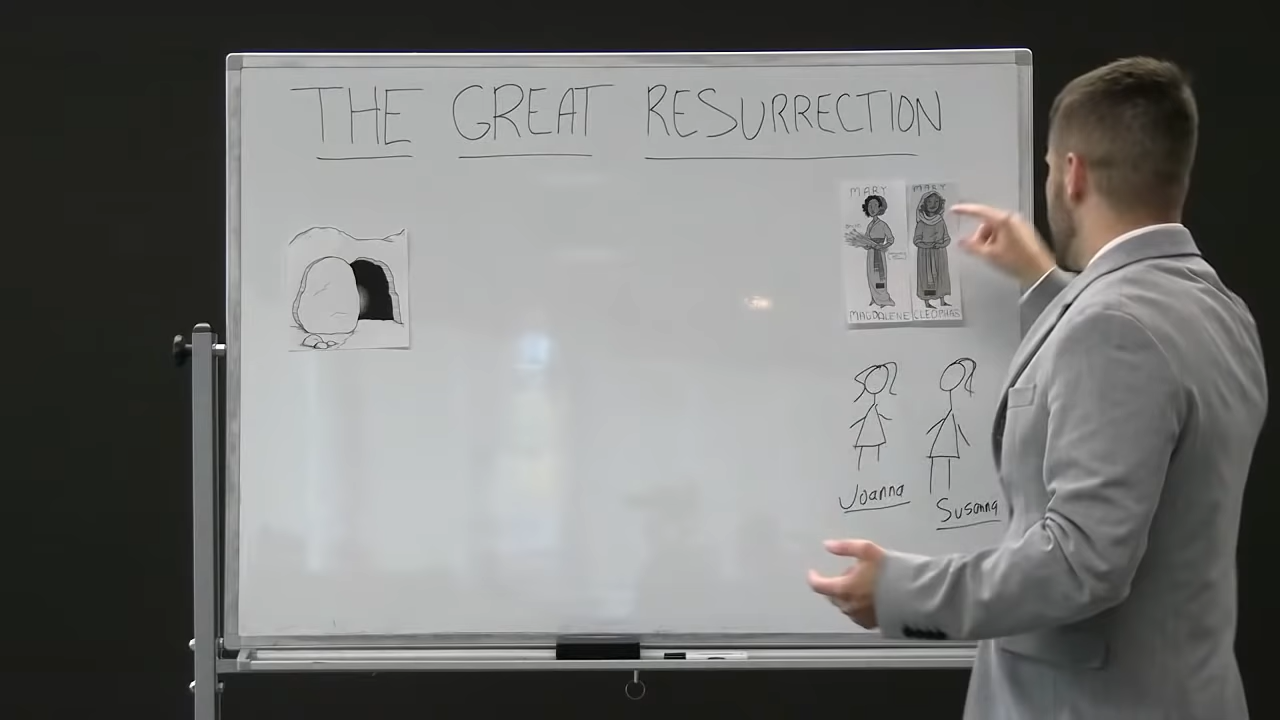 THE GREAT RESURRECTION
MARY MARY
MAGDALENE CLEOPHAS
Joanna
Susanna